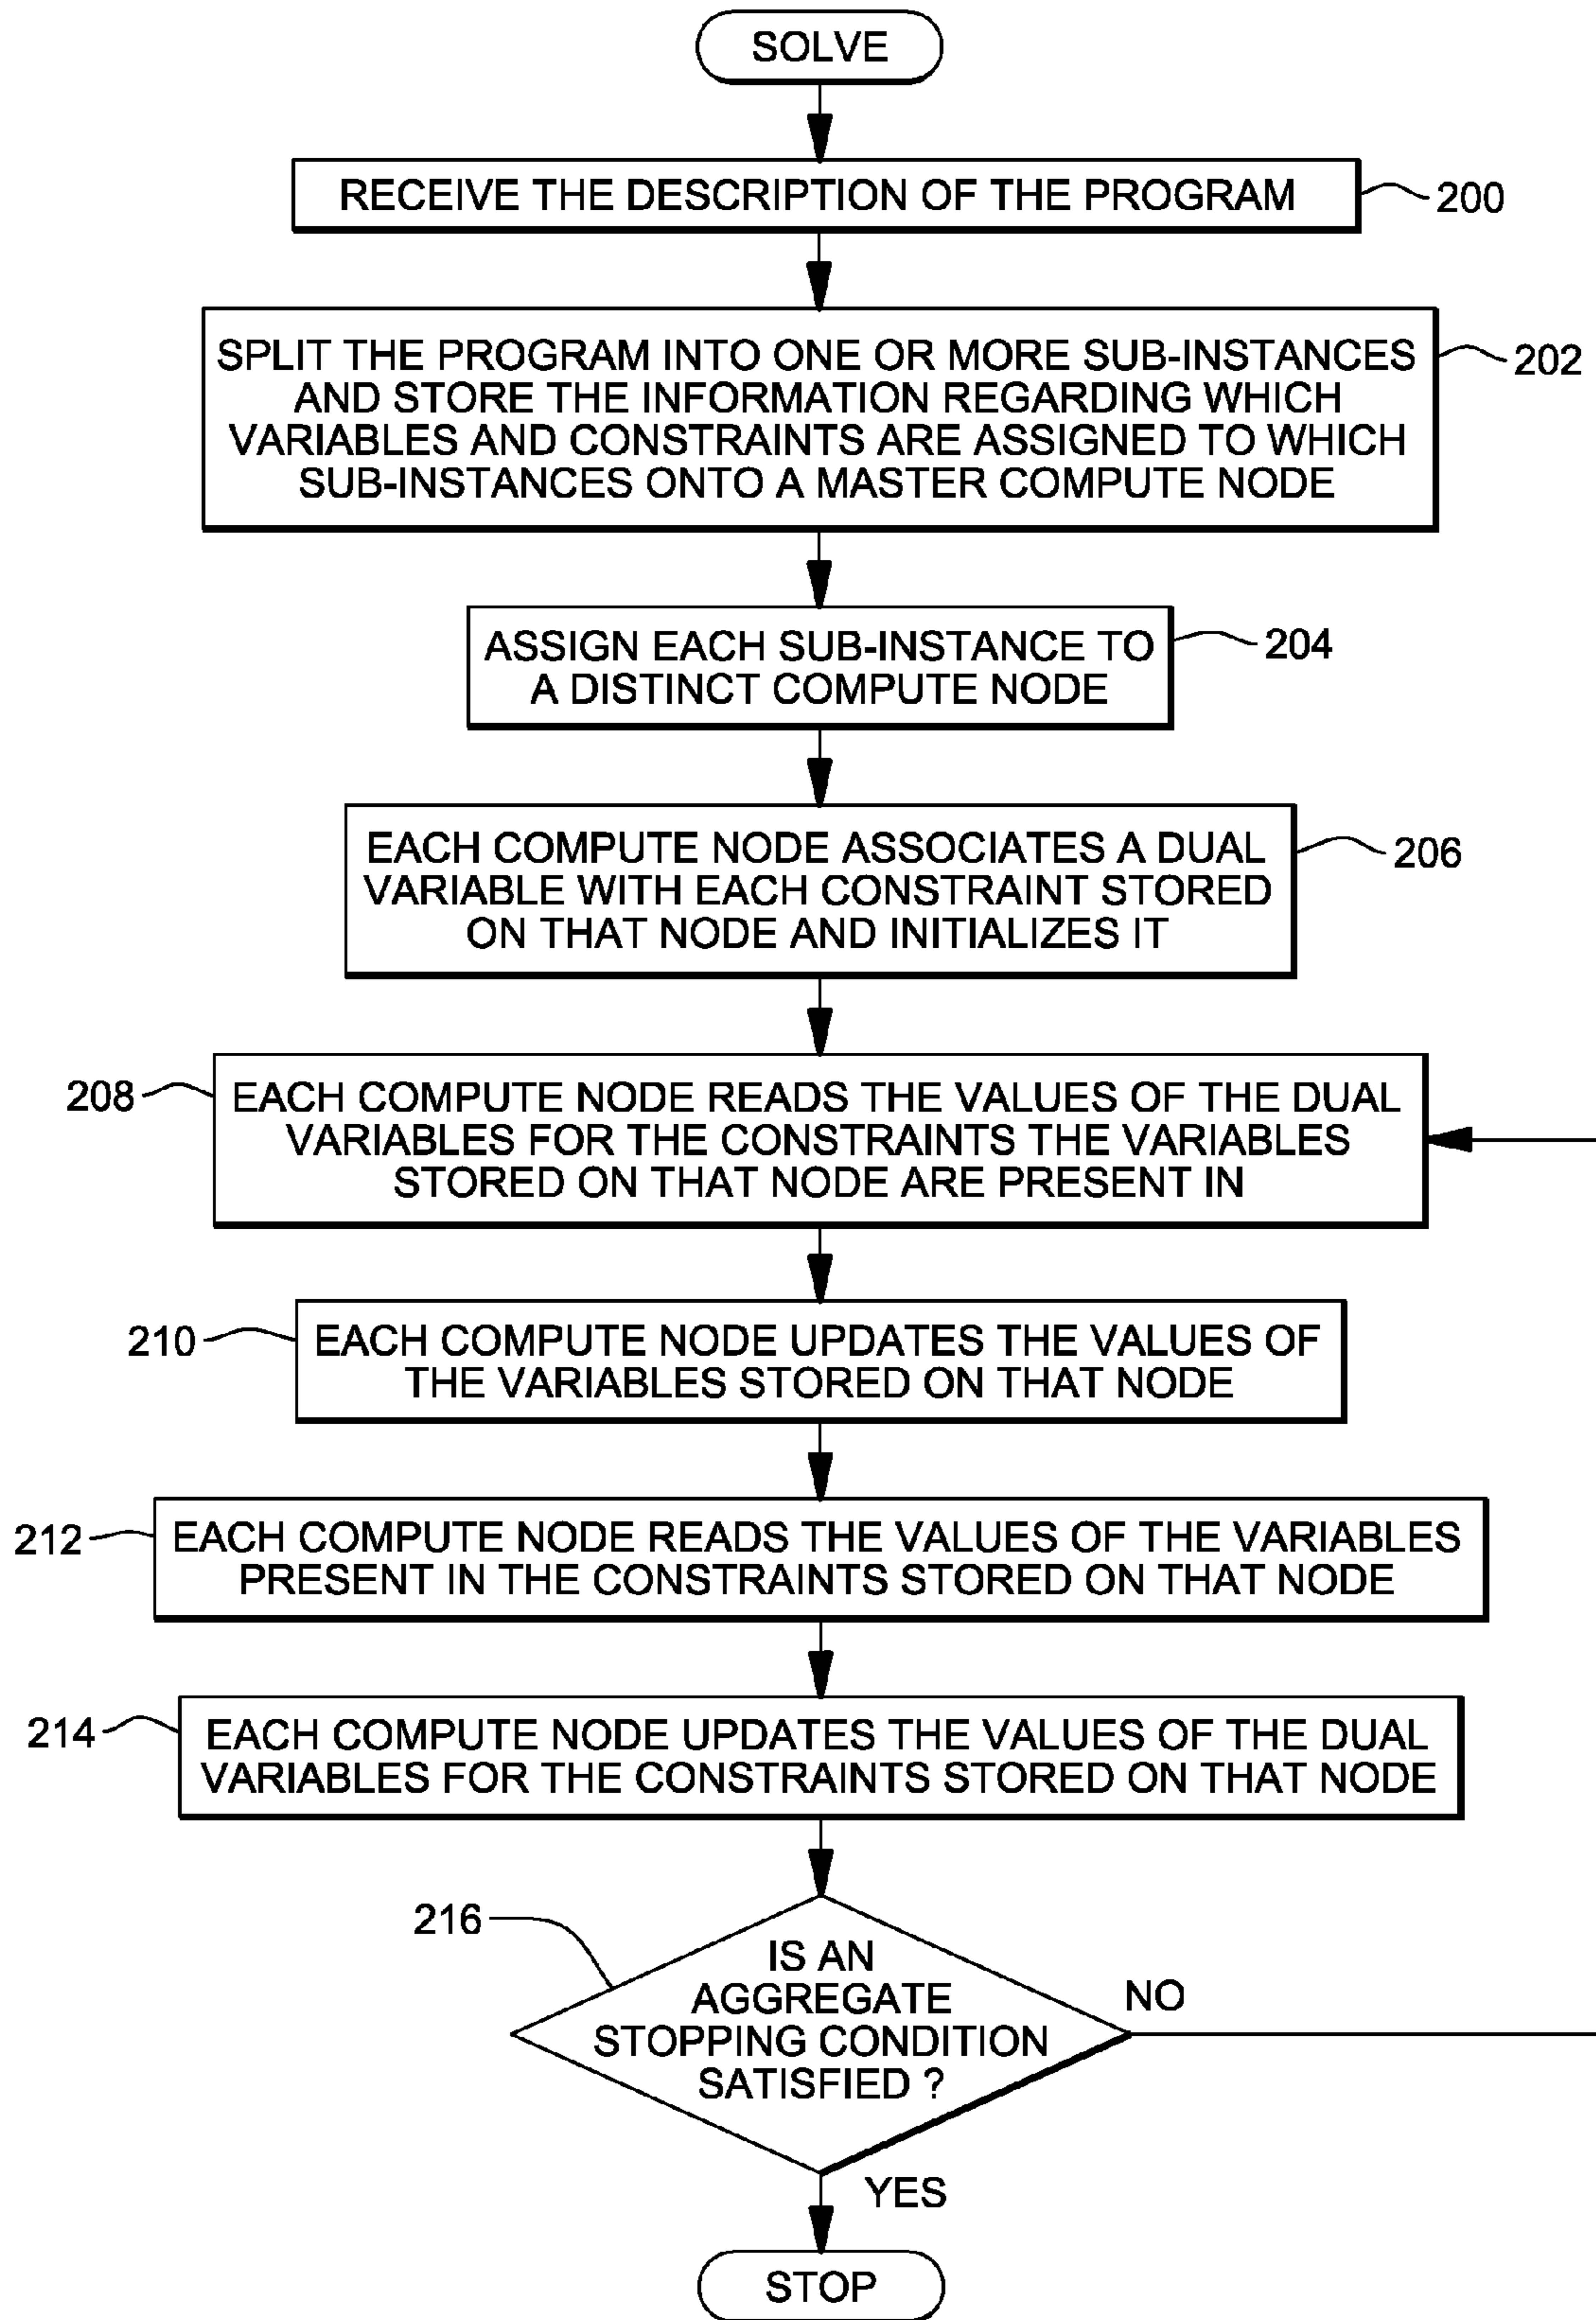 SOLVE
RECEIVE THE DESCRIPTION OF THE PROGRAM
200
SPLIT THE PROGRAM INTO ONE OR MORE SUB-INSTANCES
AND STORE THE INFORMATION REGARDING WHICH
VARIABLES AND CONSTRAINTS ARE ASSIGNED TO WHICH
SUB-INSTANCES ONTO A MASTER COMPUTE NODE
202
ASSIGN EACH SUB-INSTANCE TO
A DISTINCT COMPUTE NODE
204
EACH COMPUTE NODE ASSOCIATES A DUAL
VARIABLE WITH EACH CONSTRAINT STORED
ON THAT NODE AND INITIALIZES IT
206
208
EACH COMPUTE NODE READS THE VALUES OF THE DUAL
VARIABLES FOR THE CONSTRAINTS THE VARIABLES
STORED ON THAT NODE ARE PRESENT IN
210
EACH COMPUTE NODE UPDATES THE VALUES OF
THE VARIABLES STORED ON THAT NODE
212
EACH COMPUTE NODE READS THE VALUES OF THE VARIABLES
PRESENT IN THE CONSTRAINTS STORED ON THAT NODE
214
EACH COMPUTE NODE UPDATES THE VALUES OF THE DUAL
VARIABLES FOR THE CONSTRAINTS STORED ON THAT NODE
216
IS AN
AGGREGATE
STOPPING CONDITION
SATISFIED ?
NO
YES
STOP